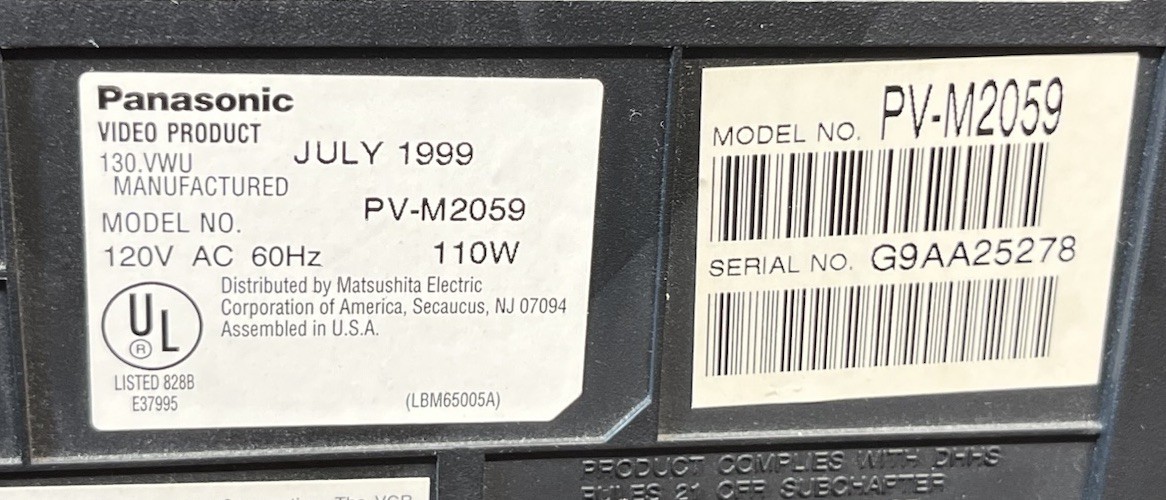 Panasonic
VIDEO PRODUCT
130.VWU
JULY 1999
MANUFACTURED
MODEL NO. PV-M2059
120V AC 60Hz 110W
Distributed by Matsushita Electric
Corporation of America, Secaucus, NJ 07094
Assembled in U.S.A.
UL
®
LISTED 828B
E37995
(LBM65005A)
MODEL NO. PV-M2059
SERIAL NO. G9AA25278
PRODUCT COMPLIES WITH DHHS
RULES 21 CFR SUBCHAPTER
The VCR